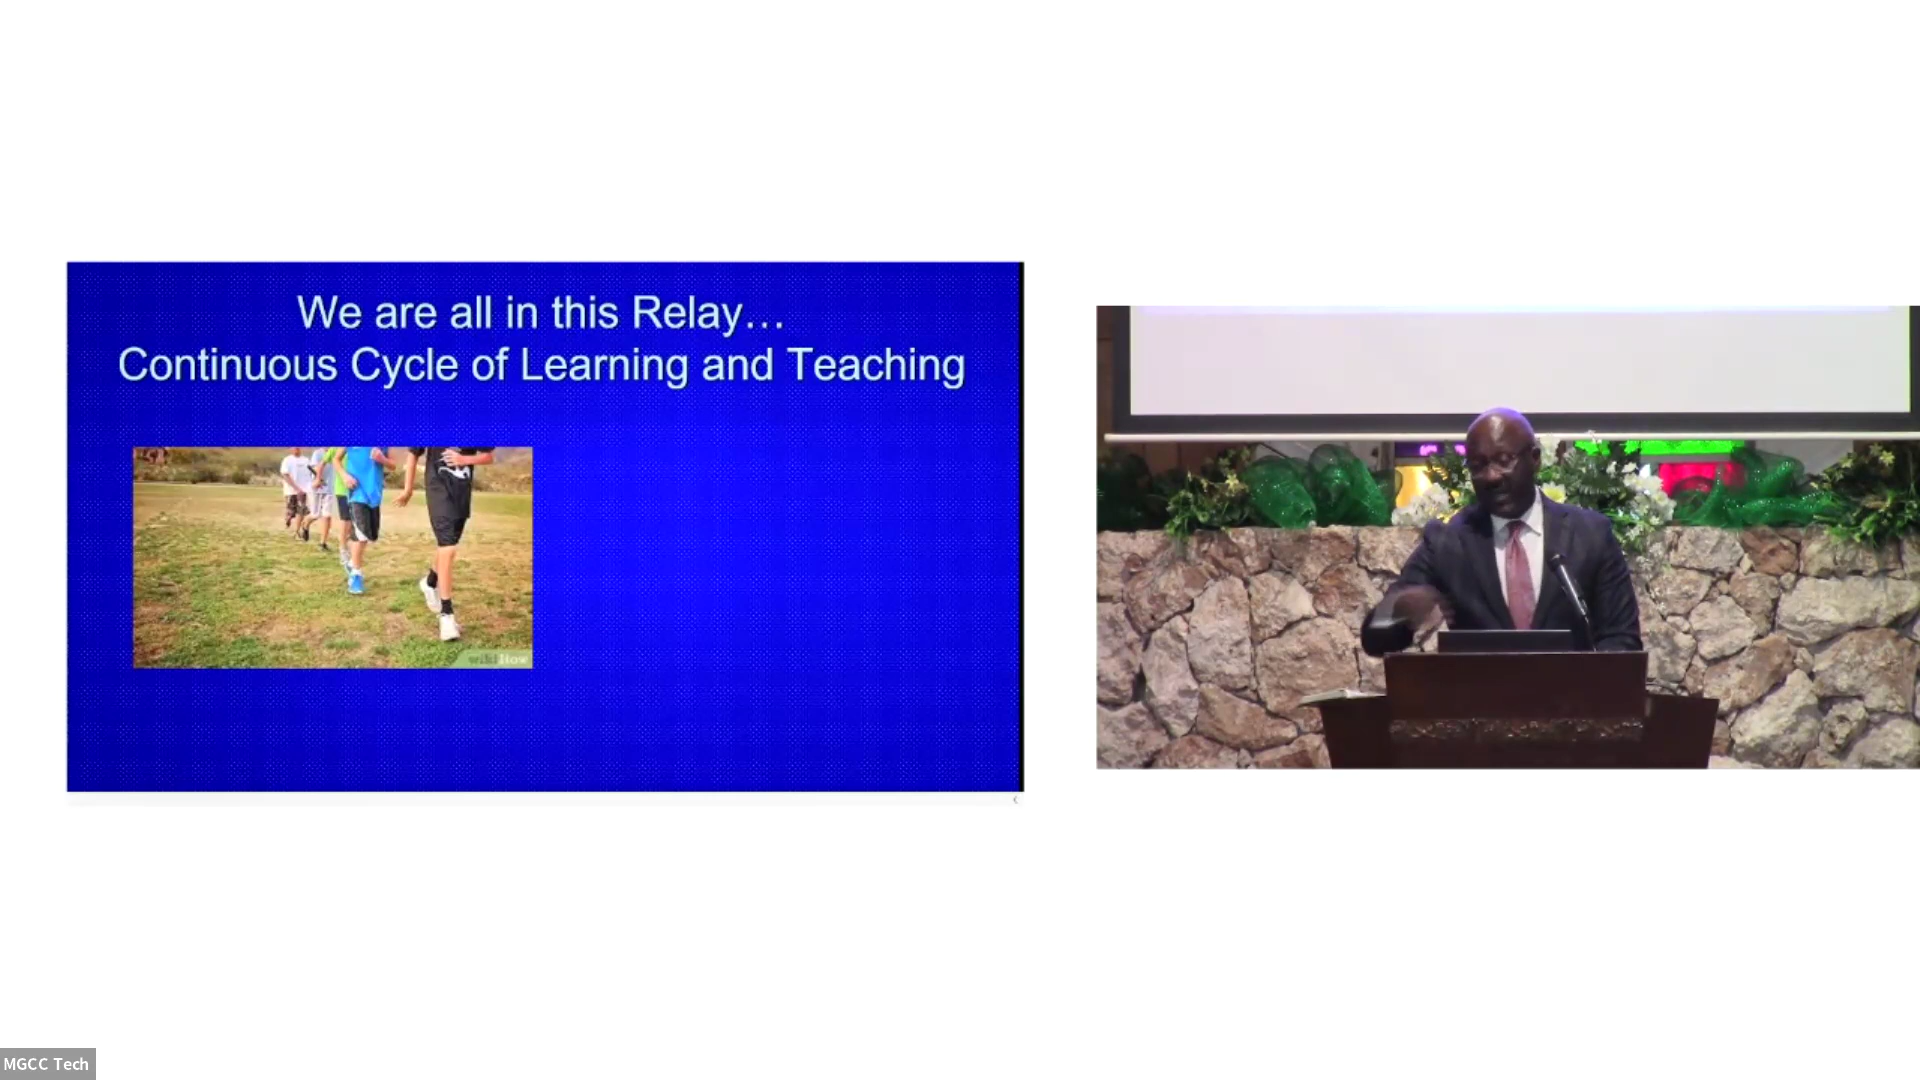 We are all in this Relay…
Continuous Cycle of Learning and Teaching
wikiHow
MGCC Tech